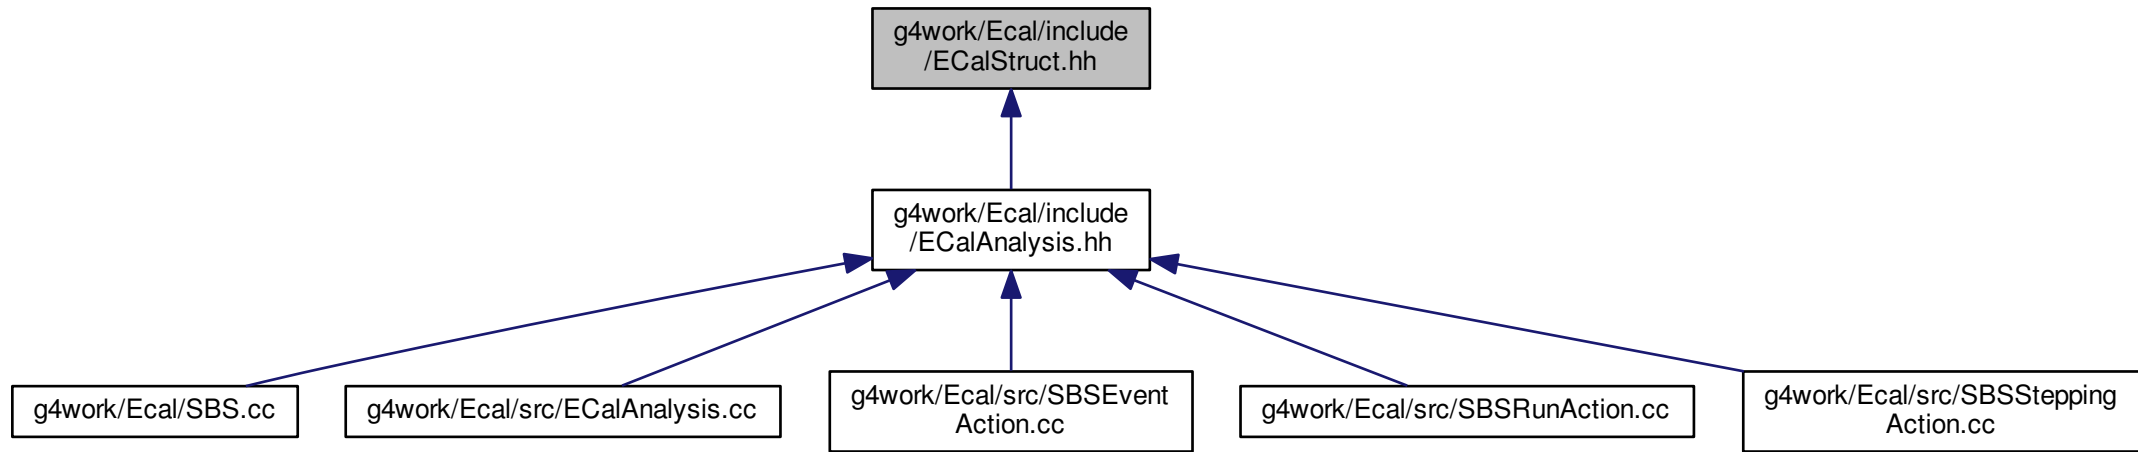 g4work/Ecal/include
/ECalStruct.hh
g4work/Ecal/include
/ECalAnalysis.hh
g4work/Ecal/SBS.cc
g4work/Ecal/src/ECalAnalysis.cc
g4work/Ecal/src/SBSEvent
Action.cc
g4work/Ecal/src/SBSRunAction.cc
g4work/Ecal/src/SBSStepping
Action.cc